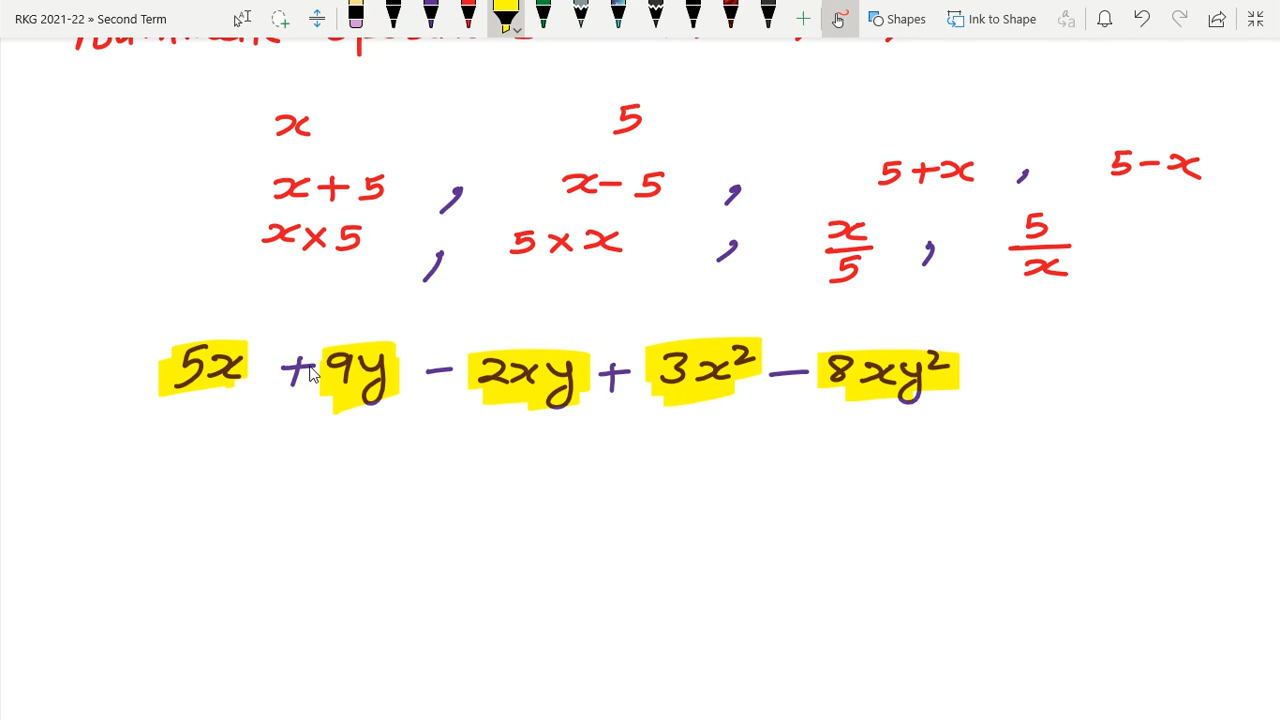 RKG 2021-22 » Second Term
Shapes
Ink to Shape
x 5
x + 5 , x - 5 , 5 + x , 5 - x
x × 5 , 5 × x , x/5 , 5/x
5x + 9y - 2xy + 3x² - 8xy²